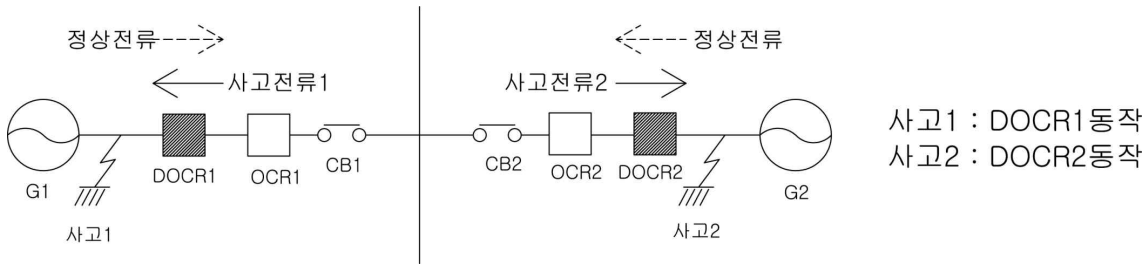 정상전류
정상전류
사고전류1
사고전류2
사고1 : DOCR1동작
사고2 : DOCR2동작
G1
DOCR1
OCR1
CB1
CB2
OCR2
DOCR2
G2
사고1
사고2